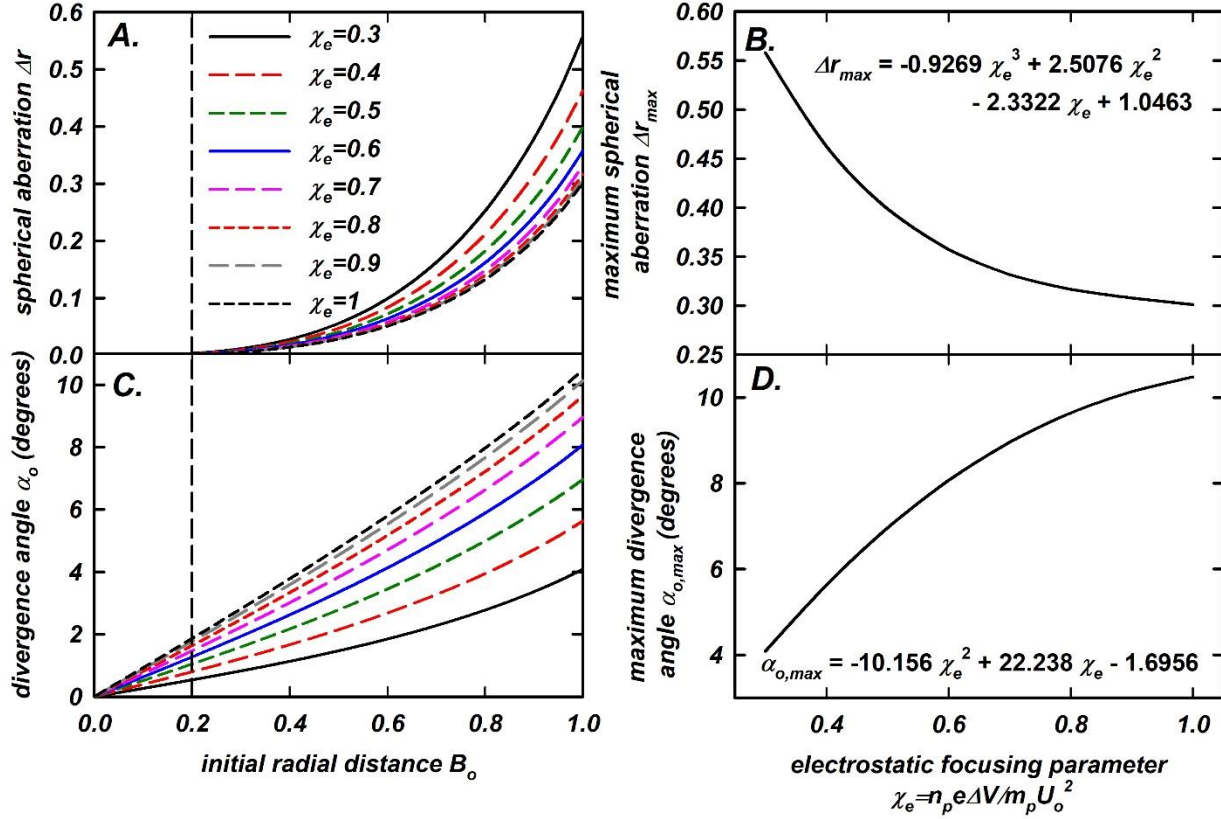 A.
spherical aberration Δr
0.6
0.5
0.4
0.3
0.2
0.1
0.0
χe=0.3
χe=0.4
χe=0.5
χe=0.6
χe=0.7
χe=0.8
χe=0.9
χe=1
B.
maximum spherical
aberration Δrmax
0.60
0.55
0.50
0.45
0.40
0.35
0.30
0.25
Δrmax = -0.9269 χe³ + 2.5076 χe²
- 2.3322 χe + 1.0463
C.
divergence angle αo (degrees)
10
8
6
4
2
0
0.0 0.2 0.4 0.6 0.8 1.0
initial radial distance Bo
D.
maximum divergence
angle αo,max (degrees)
10
8
6
4
αo,max = -10.156 χe² + 22.238 χe - 1.6956
0.4 0.6 0.8 1.0
electrostatic focusing parameter
χe=npeΔV/mpUo²